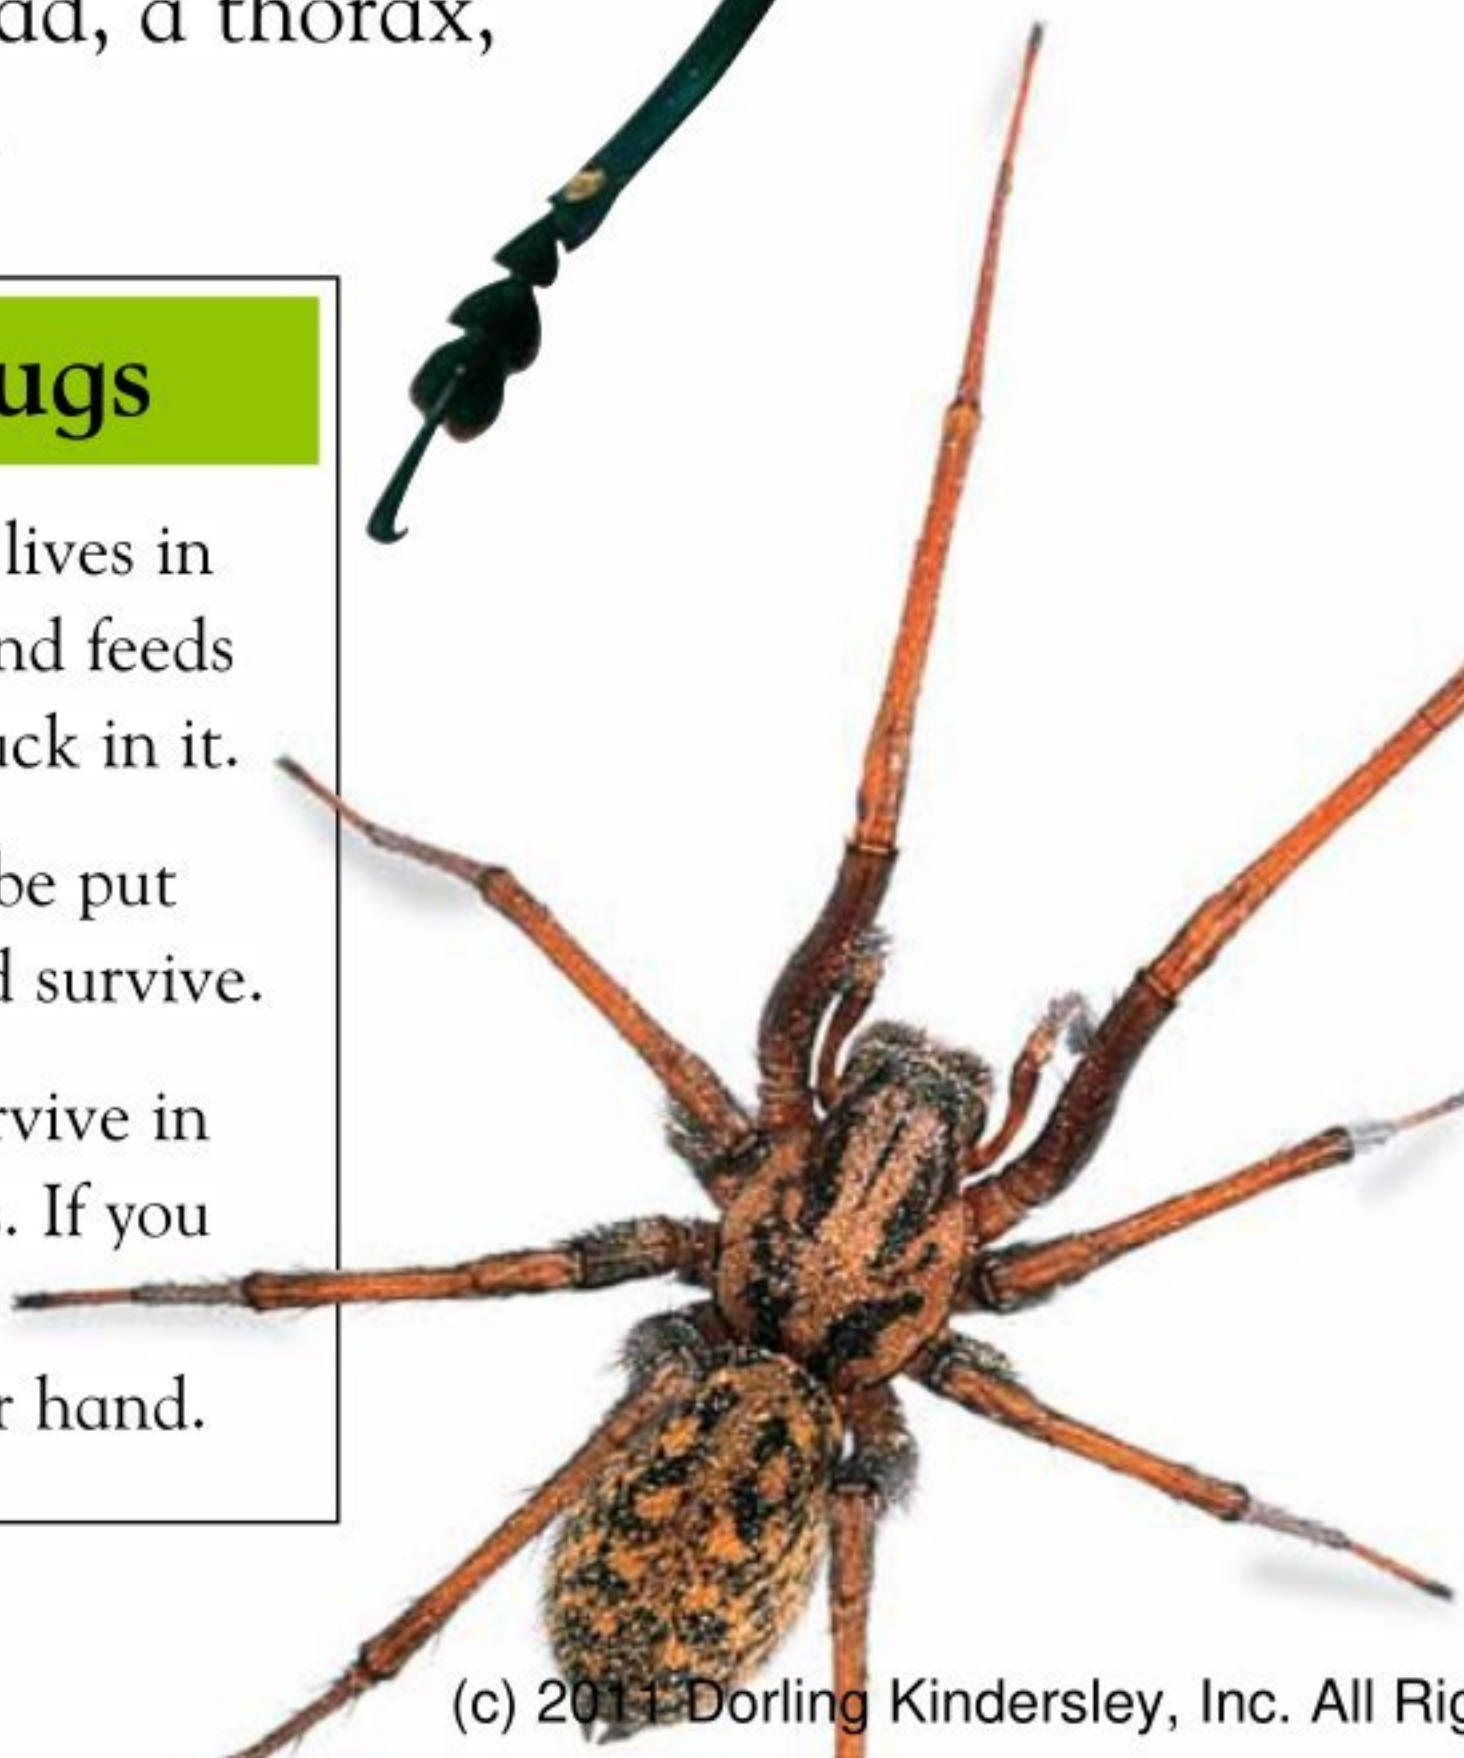 ad, a thorax,
ugs
lives in
nd feeds
uck in it.
be put
d survive.
rvive in
. If you
r hand.
(c) 2011 Dorling Kindersley, Inc. All Rig